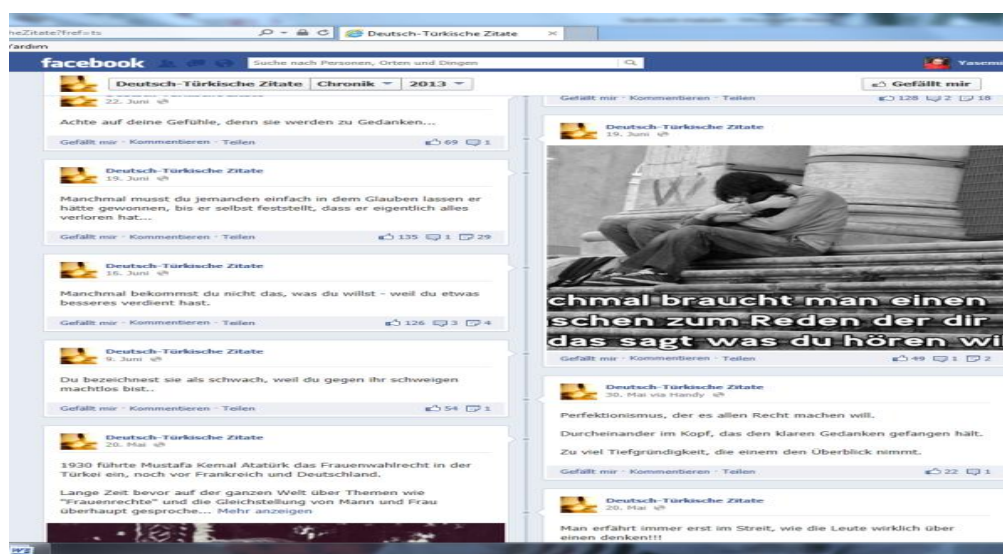 heZitate?fref=ts
Deutsch-Türkische Zitate
Yardım
facebook
Suche nach Personen, Orten und Dingen
Yasemi
Deutsch-Türkische Zitate
Chronik
2013
Gefällt mir
22. Juni
Achte auf deine Gefühle, denn sie werden zu Gedanken...
Gefällt mir · Kommentieren · Teilen
69 1
Deutsch-Türkische Zitate
19. Juni
Manchmal musst du jemanden einfach in dem Glauben lassen er
hätte gewonnen, bis er selbst feststellt, dass er eigentlich alles
verloren hat...
Gefällt mir · Kommentieren · Teilen
135 1 29
Deutsch-Türkische Zitate
16. Juni
Manchmal bekommst du nicht das, was du willst - weil du etwas
besseres verdient hast.
Gefällt mir · Kommentieren · Teilen
126 3 4
Deutsch-Türkische Zitate
9. Juni
Du bezeichnest sie als schwach, weil du gegen ihr schweigen
machtlos bist..
Gefällt mir · Kommentieren · Teilen
54 1
Deutsch-Türkische Zitate
20. Mai
1930 führte Mustafa Kemal Atatürk das Frauenwahlrecht in der
Türkei ein, noch vor Frankreich und Deutschland.
Lange Zeit bevor auf der ganzen Welt über Themen wie
"Frauenrechte" und die Gleichstellung von Mann und Frau
überhaupt gesproche... Mehr anzeigen
Gefällt mir · Kommentieren · Teilen
128 2 18
Deutsch-Türkische Zitate
19. Juni
chmal braucht man einen
schen zum Reden der dir
das sagt was du hören wi
Gefällt mir · Kommentieren · Teilen
49 1 2
Deutsch-Türkische Zitate
30. Mai via Handy
Perfektionismus, der es allen Recht machen will.
Durcheinander im Kopf, das den klaren Gedanken gefangen hält.
Zu viel Tiefgründigkeit, die einem den Überblick nimmt.
Gefällt mir · Kommentieren · Teilen
22 1
Deutsch-Türkische Zitate
20. Mai
Man erfährt immer erst im Streit, wie die Leute wirklich über
einen denken!!!